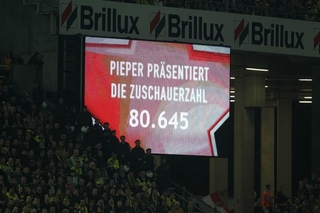 Brillux Brillux Brillux
PIEPER PRÄSENTIERT
DIE ZUSCHAUERZAHL
80.645